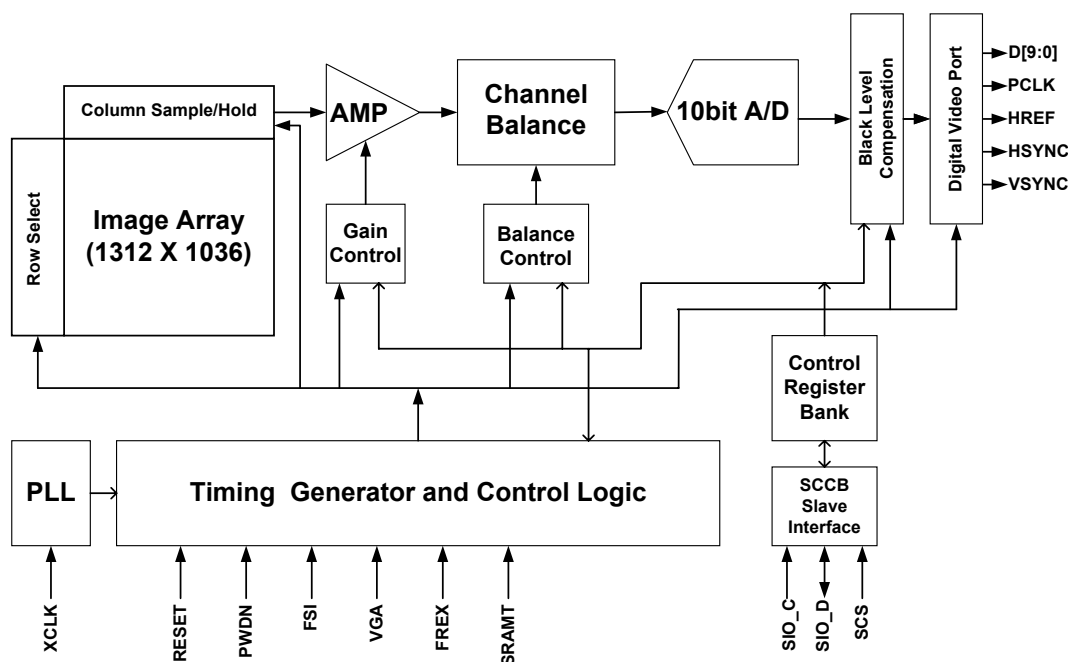 Column Sample/Hold
Row Select
Image Array
(1312 X 1036)
AMP
Channel
Balance
10bit A/D
Black Level
Compensation
Digital Video Port
D[9:0]
PCLK
HREF
HSYNC
VSYNC
Gain
Control
Balance
Control
Control
Register
Bank
PLL
Timing Generator and Control Logic
SCCB
Slave
Interface
XCLK
RESET
PWDN
FSI
VGA
FREX
SRAMT
SIO_C
SIO_D
SCS